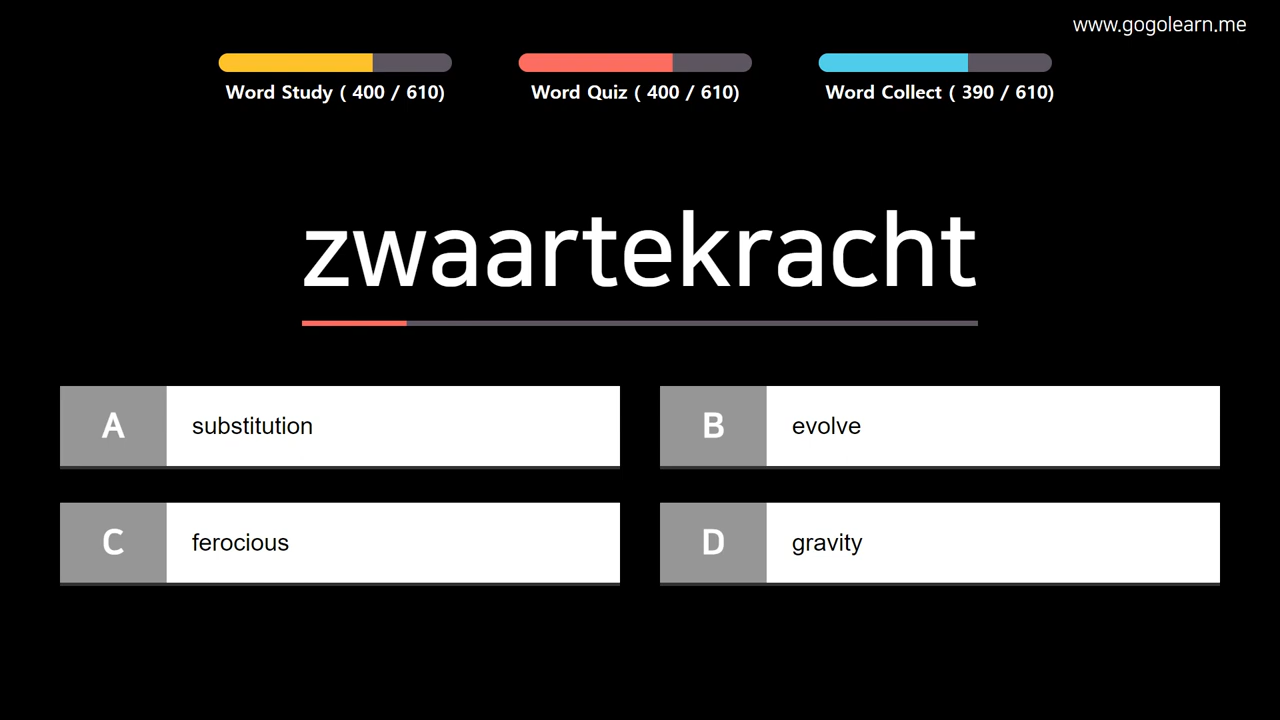 www.gogolearn.me
Word Study ( 400 / 610)
Word Quiz ( 400 / 610)
Word Collect ( 390 / 610)
zwaartekracht
A substitution
B evolve
C ferocious
D gravity